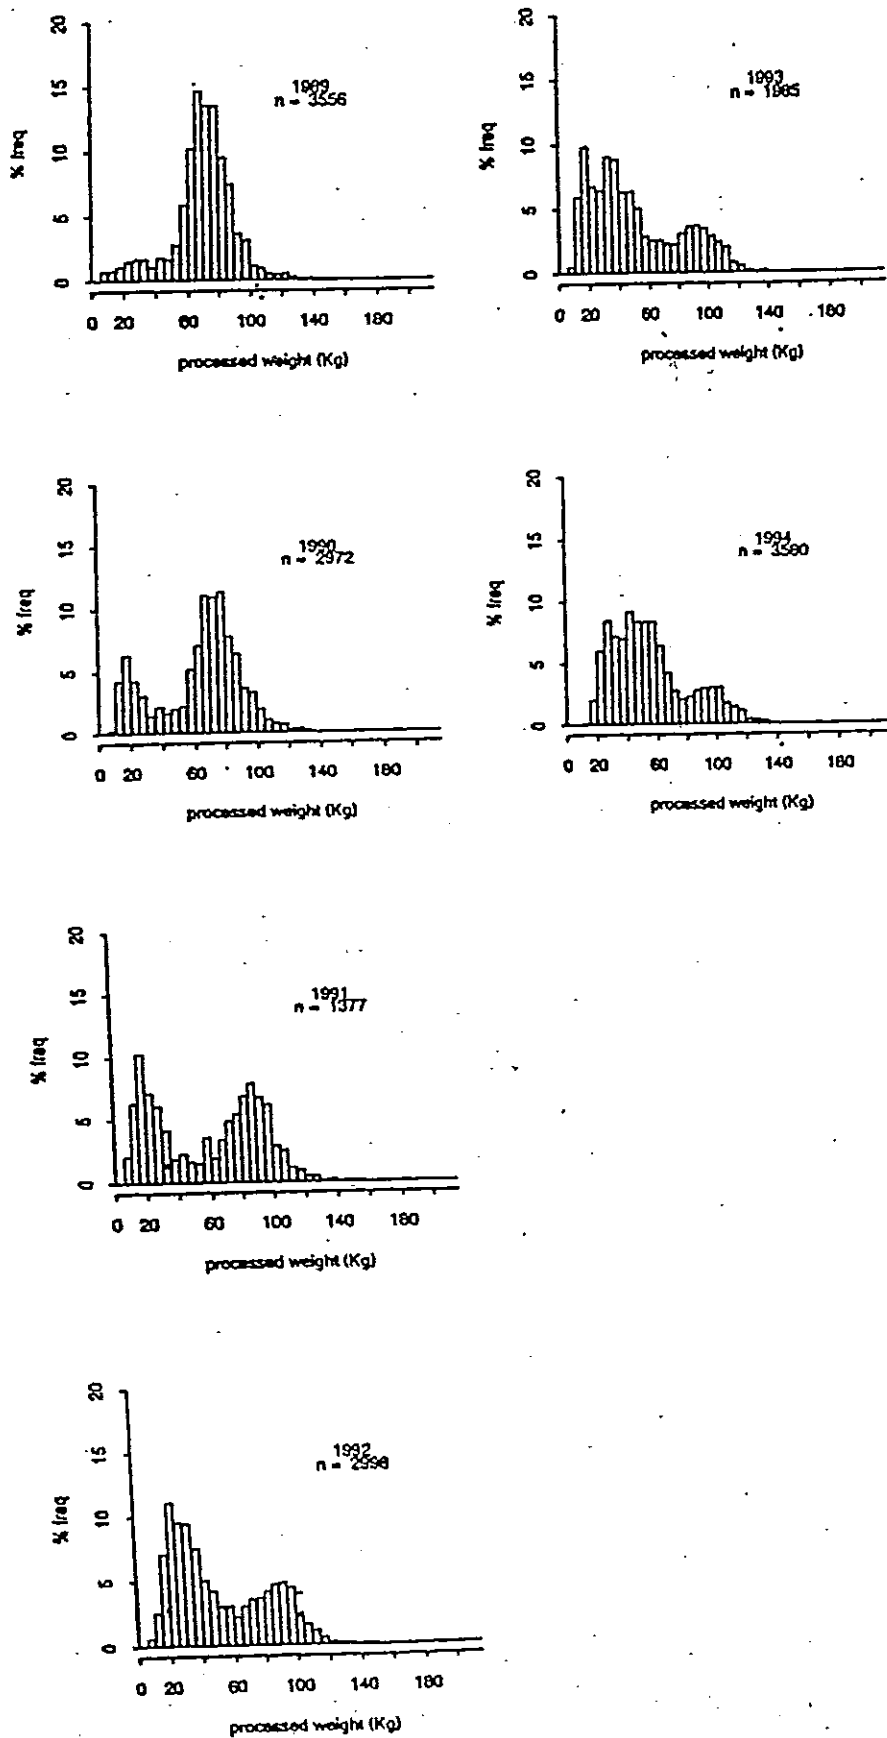 20
15
10
5
0
% freq
1989
n = 3556
0 20 60 100 140 180
processed weight (Kg)
20
15
10
5
0
% freq
1993
n = 1985
0 20 60 100 140 180
processed weight (Kg)
20
15
10
5
0
% freq
1990
n = 2972
0 20 60 100 140 180
processed weight (Kg)
20
15
10
5
0
% freq
1994
n = 3580
0 20 60 100 140 180
processed weight (Kg)
20
15
10
5
0
% freq
1991
n = 1377
0 20 60 100 140 180
processed weight (Kg)
20
15
10
5
0
% freq
1992
n = 2998
0 20 60 100 140 180
processed weight (Kg)